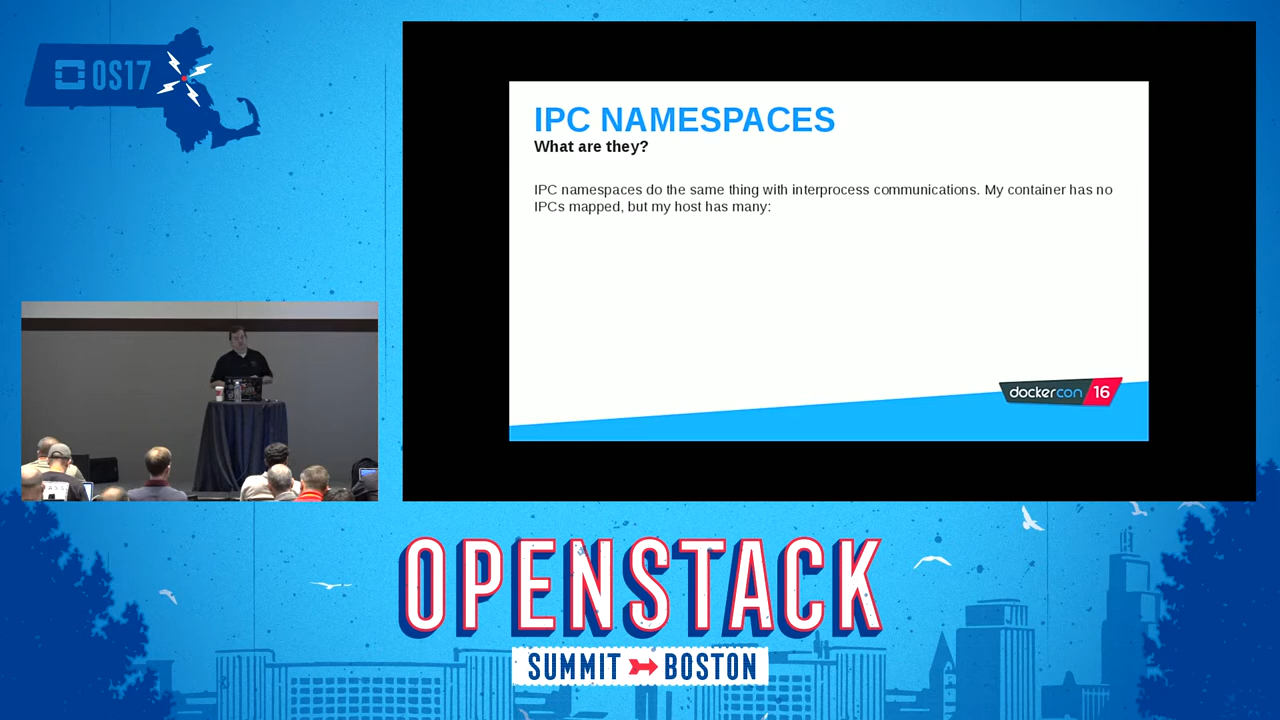 OS17
IPC NAMESPACES
What are they?
IPC namespaces do the same thing with interprocess communications. My container has no
IPCs mapped, but my host has many:
dockercon 16
OPENSTACK
SUMMIT BOSTON